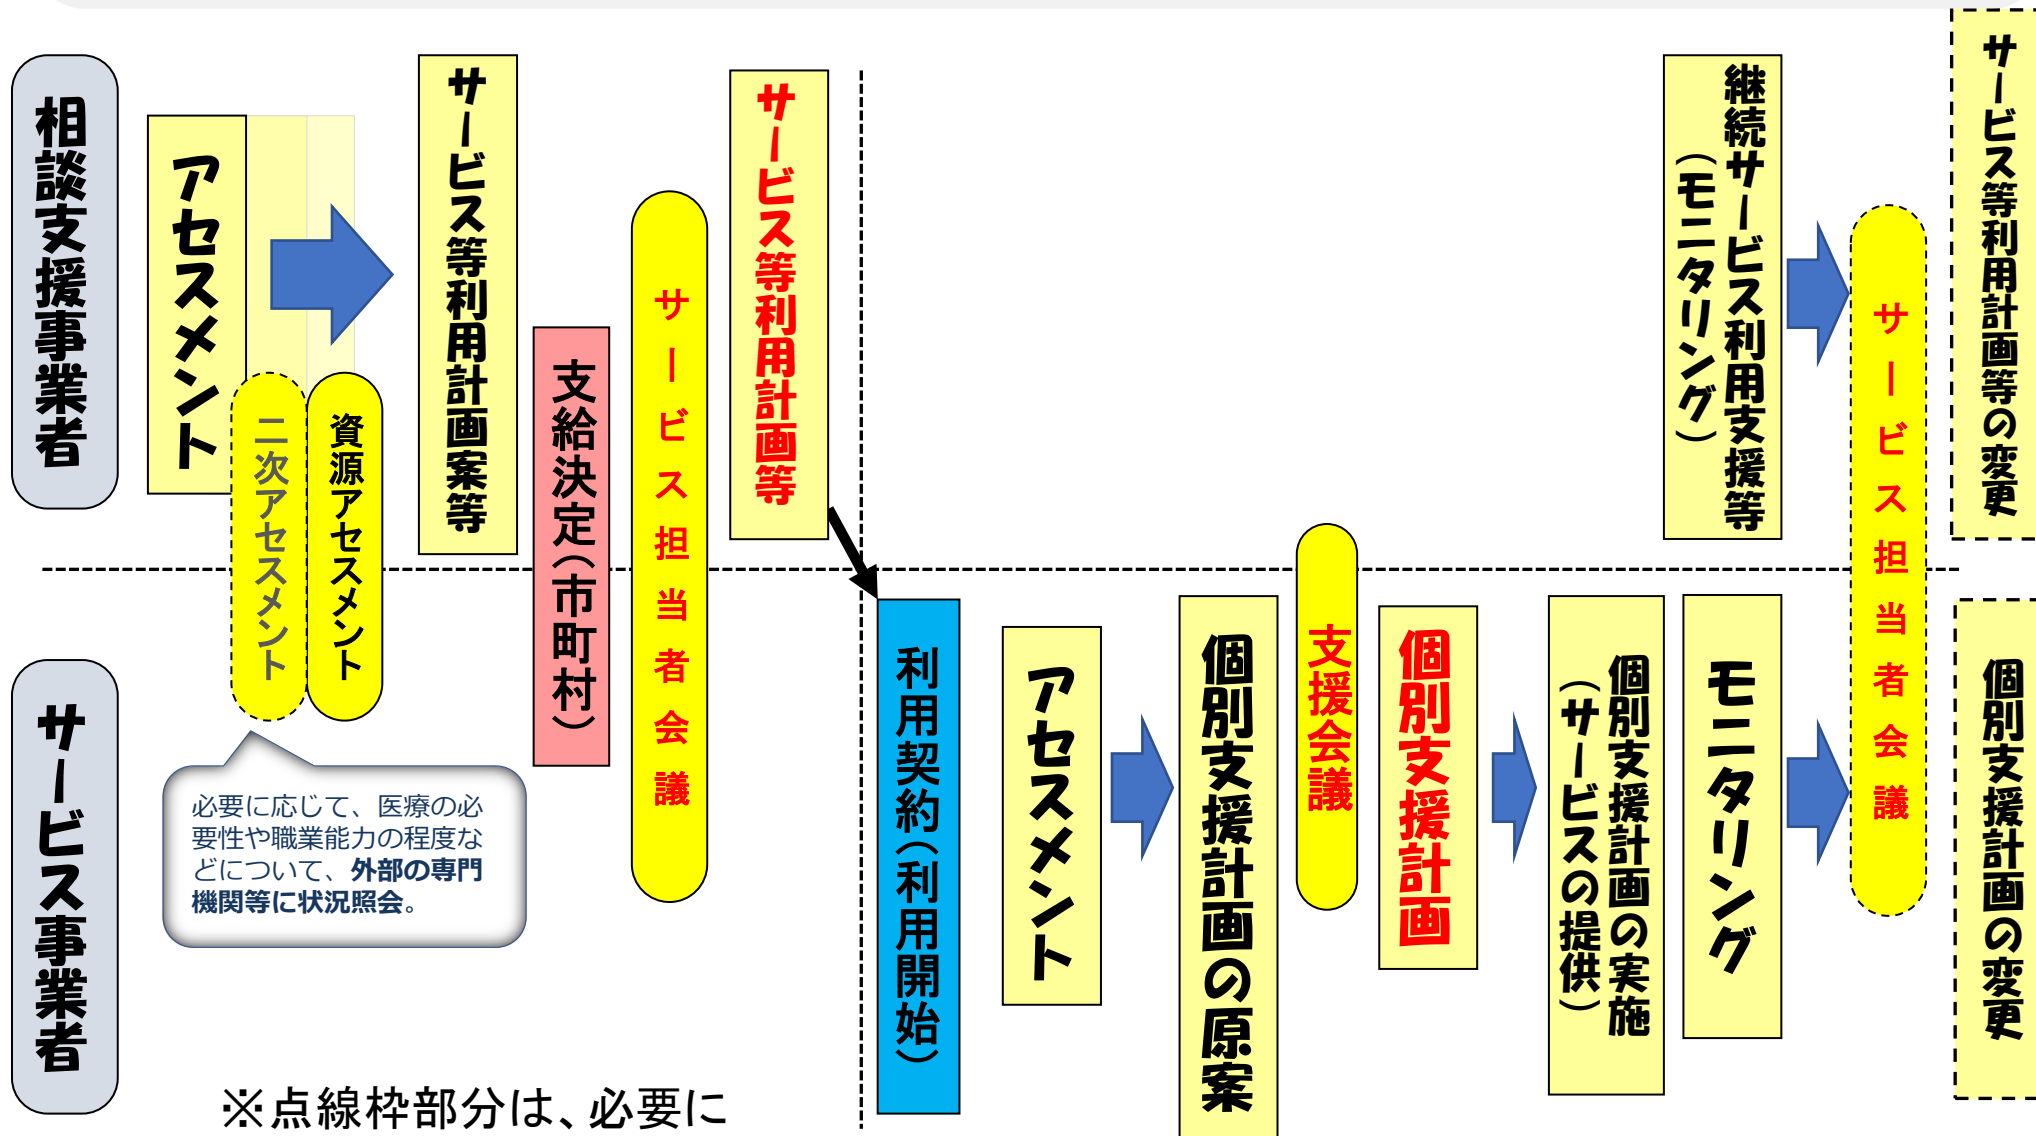 相談支援事業者
アセスメント
二次アセスメント
資源アセスメント
サービス等利用計画案等
支給決定(市町村)
サービス担当者会議
サービス等利用計画等
継続サービス利用支援等
(モニタリング)
サービス担当者会議
サービス等利用計画等の変更
サービス事業者
必要に応じて、医療の必
要性や職業能力の程度な
どについて、外部の専門
機関等に状況照会。
利用契約(利用開始)
アセスメント
個別支援計画の原案
支援会議
個別支援計画
個別支援計画の実施
(サービスの提供)
モニタリング
個別支援計画の変更
※点線枠部分は、必要に